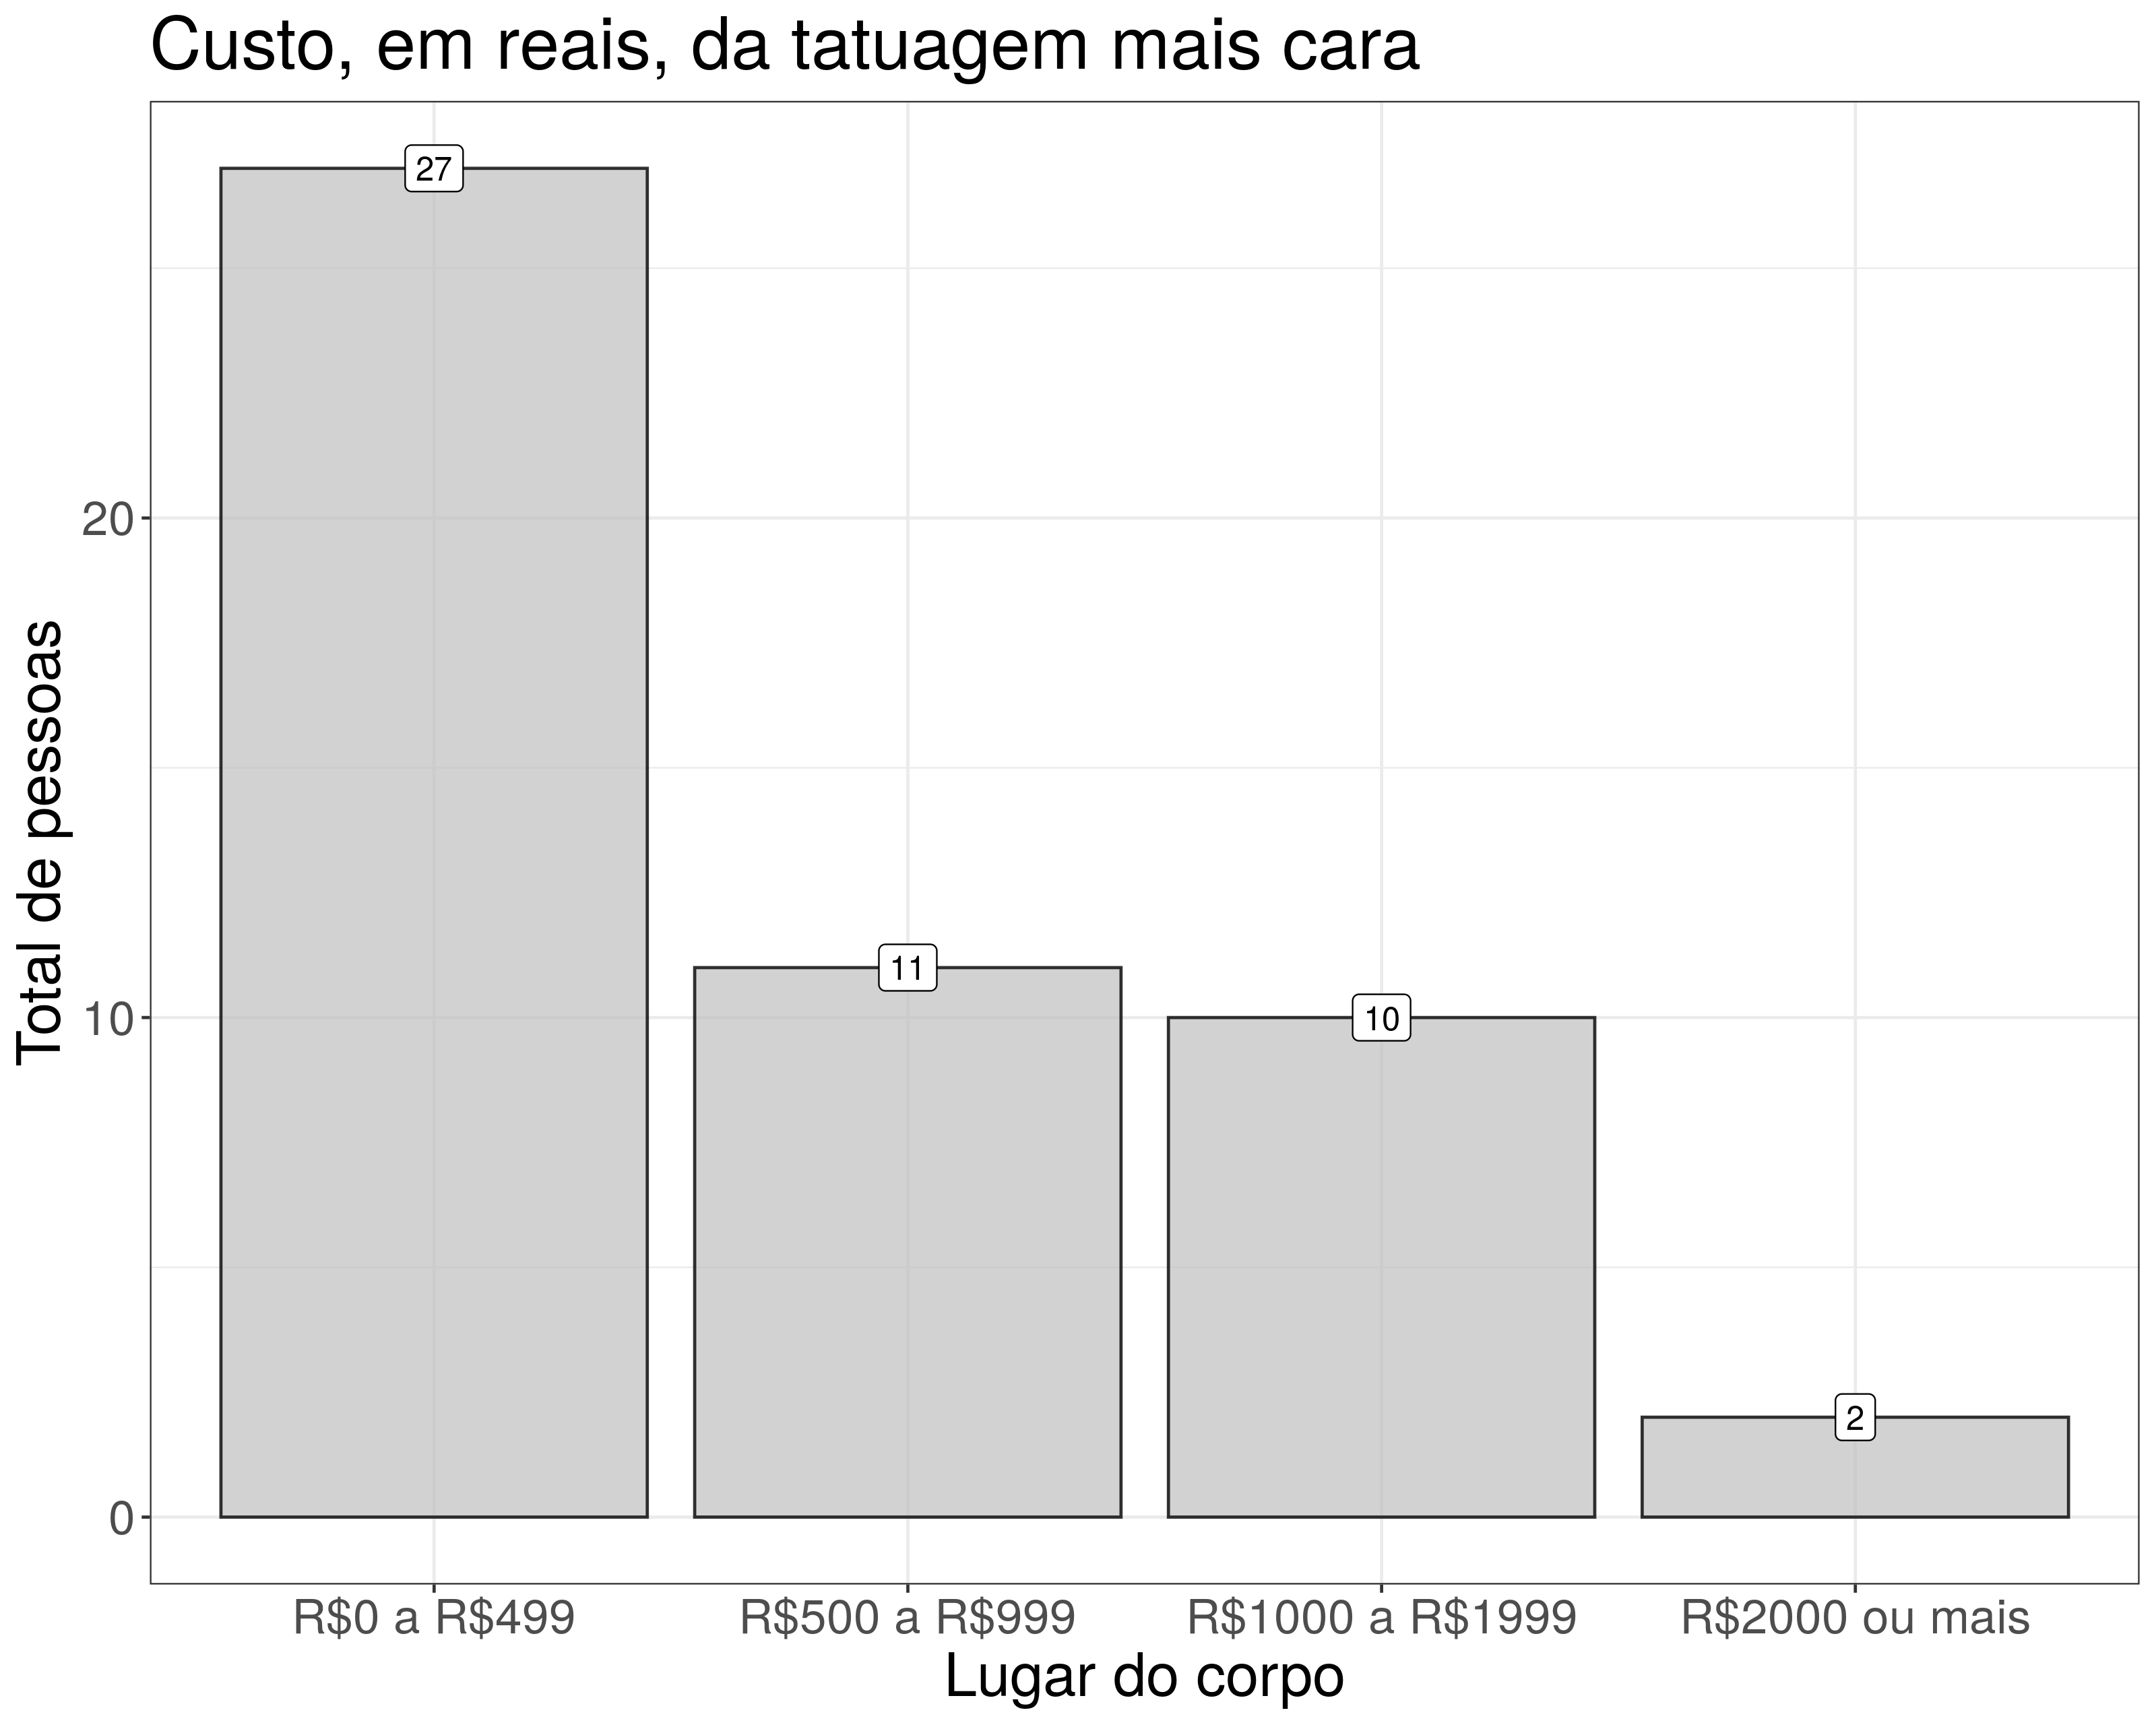 Custo, em reais, da tatuagem mais cara
Total de pessoas
20
10
0
27
11
10
2
R$0 a R$499
R$500 a R$999
R$1000 a R$1999
R$2000 ou mais
Lugar do corpo